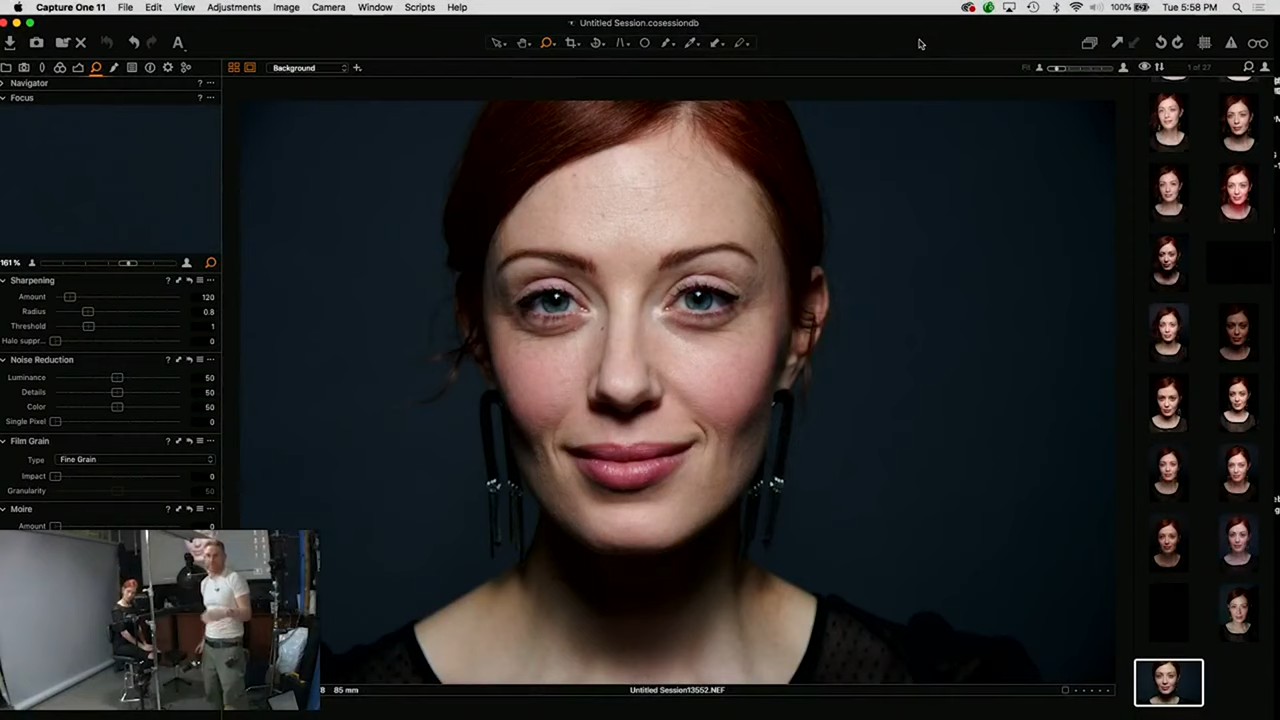 Capture One 11 File Edit View Adjustments Image Camera Window Scripts Help 100% Tue 5:58 PM
Untitled Session.cosessiondb
A
Background
Fit
1 of 27
Navigator ? ...
Focus ? ...
161%
Sharpening ?
Amount 120
Radius 0.8
Threshold 1
Halo suppr... 0
Noise Reduction ?
Luminance 50
Details 50
Color 50
Single Pixel 0
Film Grain ?
Type Fine Grain
Impact 0
Granularity 50
Moire ?
Amount
8 85 mm Untitled Session13552.NEF